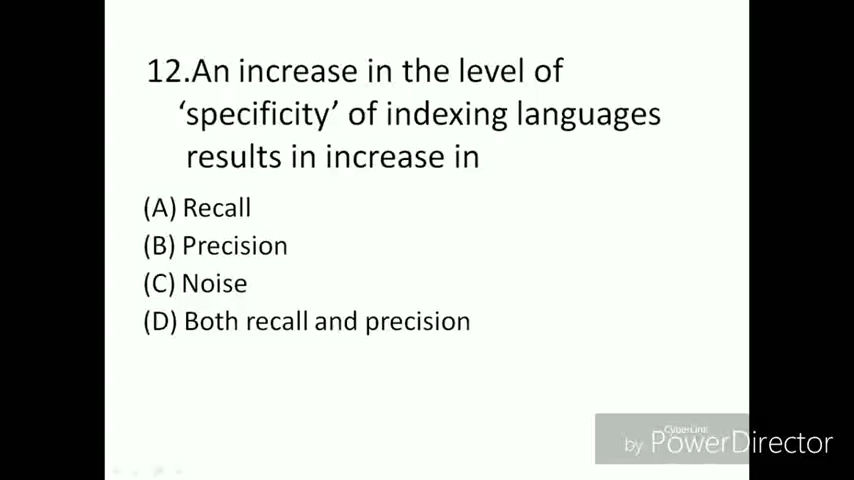 12.An increase in the level of
‘specificity’ of indexing languages
results in increase in
(A) Recall
(B) Precision
(C) Noise
(D) Both recall and precision
CyberLink
by PowerDirector